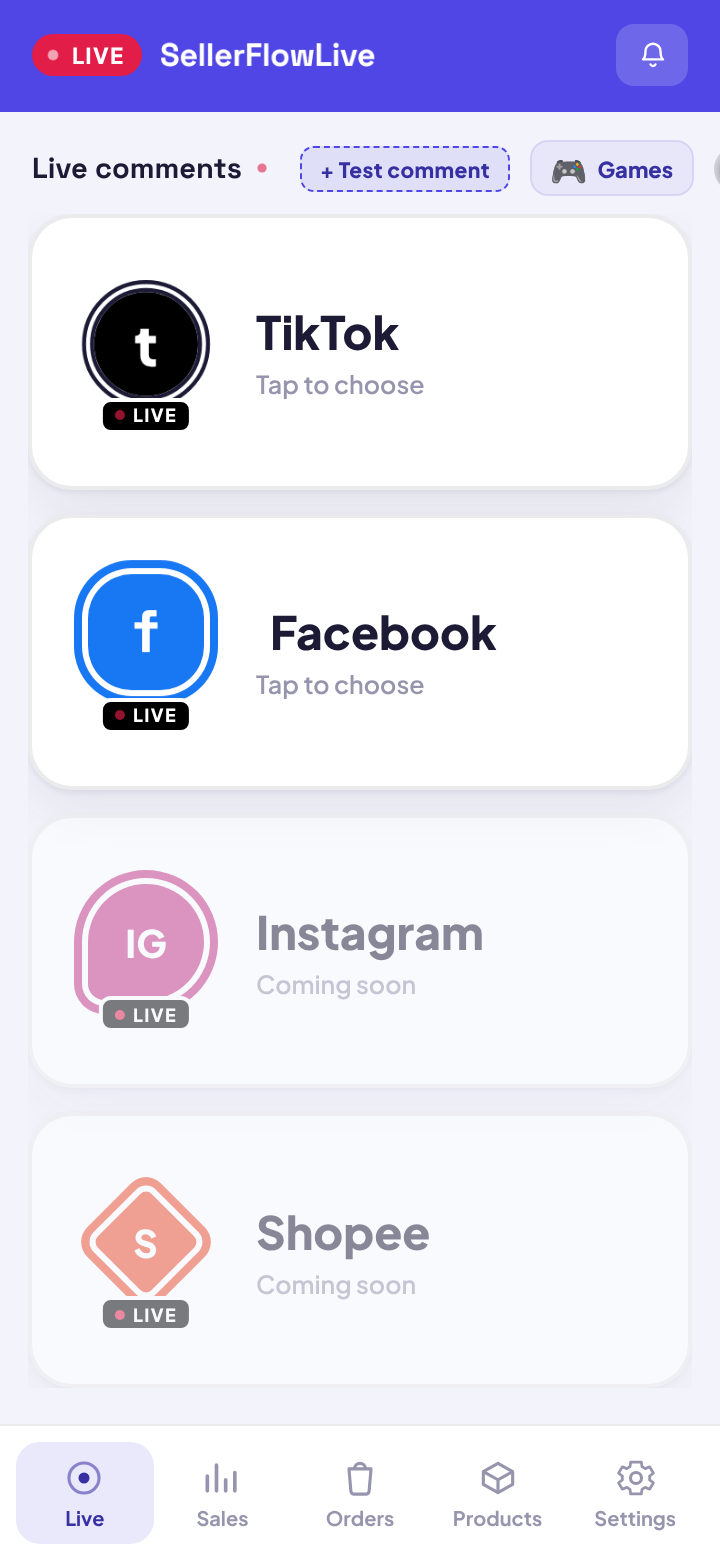 LIVE SellerFlowLive
Live comments + Test comment Games
t
LIVE
TikTok
Tap to choose
f
LIVE
Facebook
Tap to choose
IG
LIVE
Instagram
Coming soon
S
LIVE
Shopee
Coming soon
Live Sales Orders Products Settings